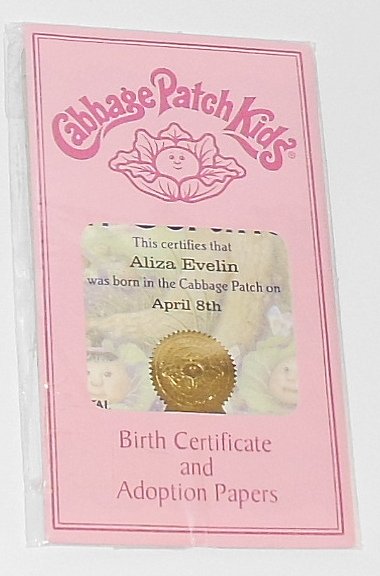 Cabbage Patch Kids®
This certifies that
Aliza Evelin
was born in the Cabbage Patch on
April 8th
Birth Certificate
and
Adoption Papers